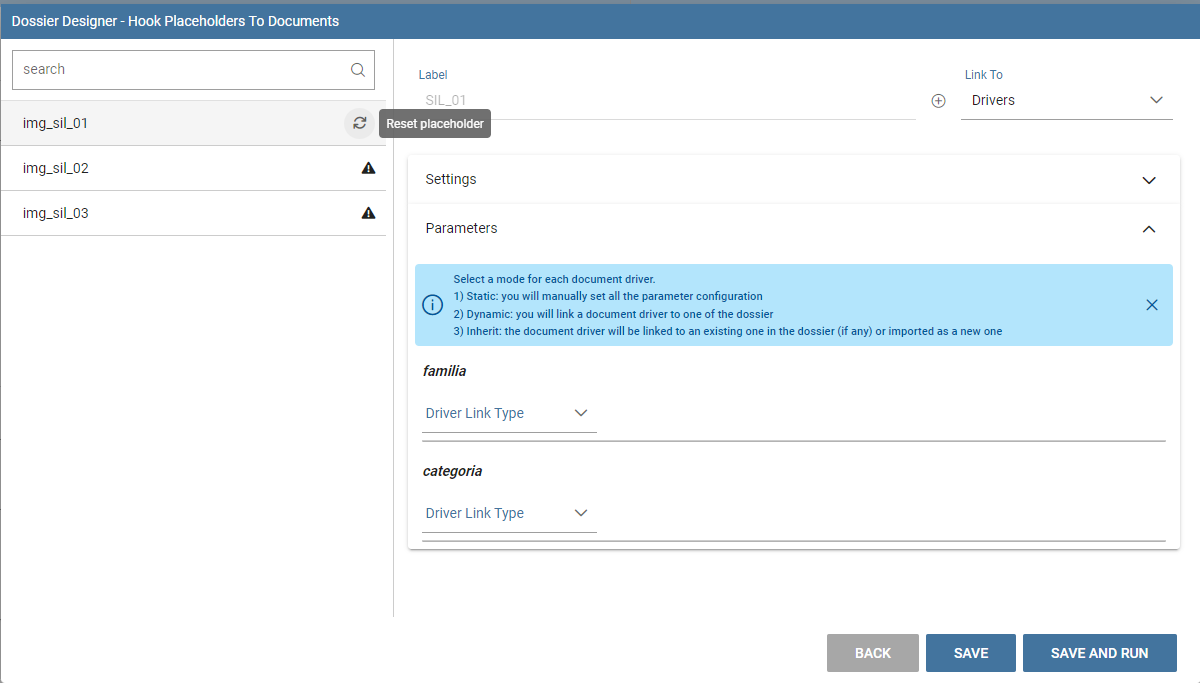 Dossier Designer - Hook Placeholders To Documents
search
img_sil_01
Reset placeholder
img_sil_02
img_sil_03
Label
SIL_01
Link To
Drivers
Settings
Parameters
Select a mode for each document driver.
1) Static: you will manually set all the parameter configuration
2) Dynamic: you will link a document driver to one of the dossier
3) Inherit: the document driver will be linked to an existing one in the dossier (if any) or imported as a new one
familia
Driver Link Type
categoria
Driver Link Type
BACK
SAVE
SAVE AND RUN